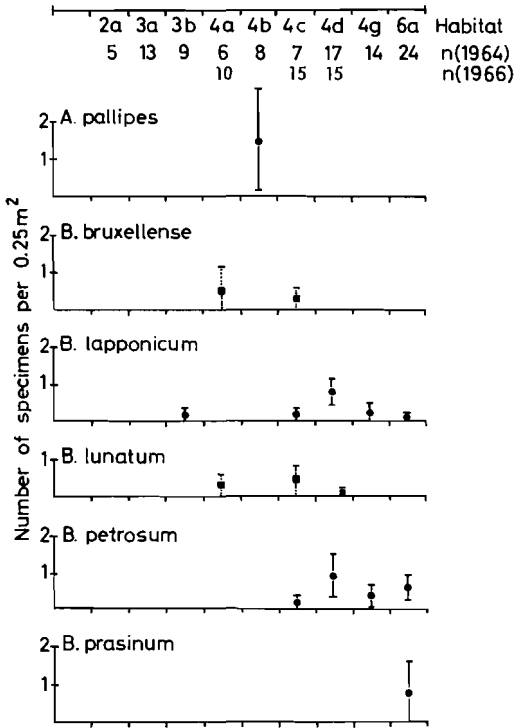 2a 3a 3b 4a 4b 4c 4d 4g 6a Habitat
5 13 9 6 8 7 17 14 24 n(1964)
10 15 15 n(1966)
Number of specimens per 0.25m²
A. pallipes
2
1
B. bruxellense
2
1
B. lapponicum
2
1
B. lunatum
1
B. petrosum
2
1
B. prasinum
2
1